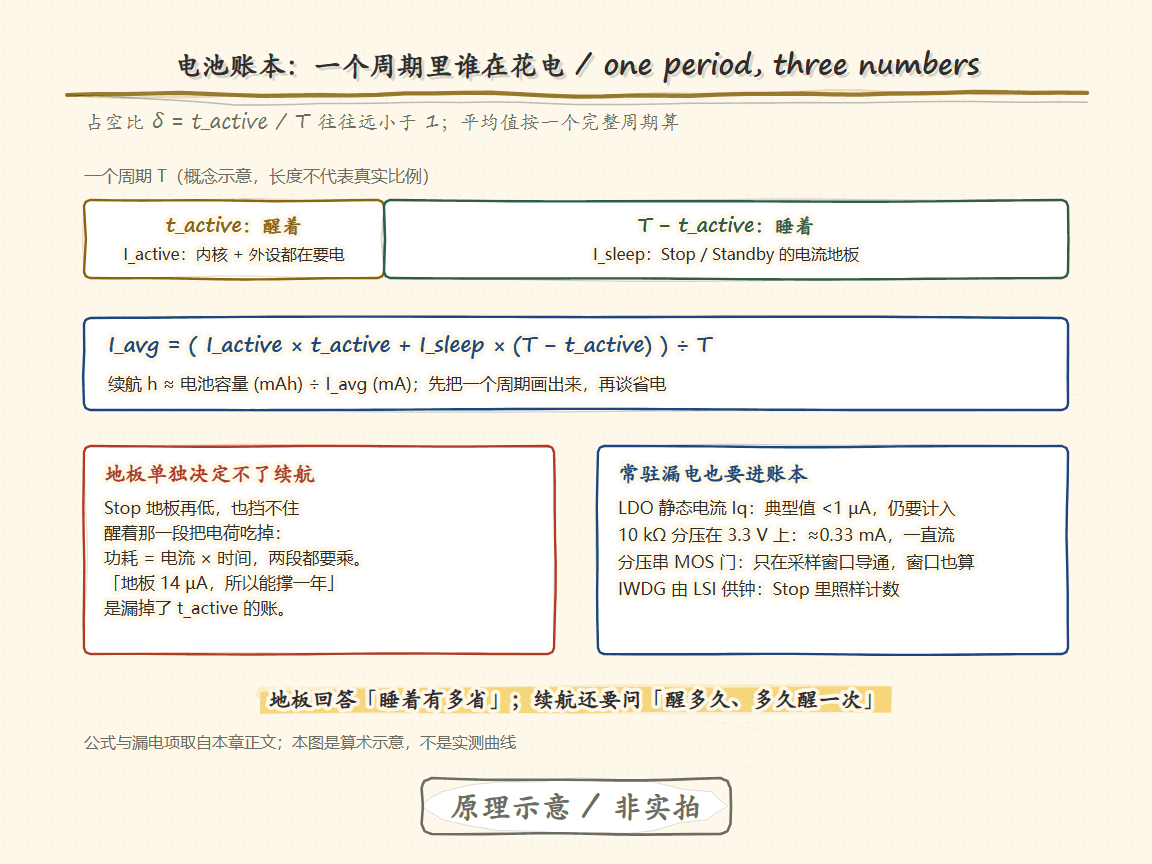 电池账本：一个周期里谁在花电 / one period, three numbers
占空比 δ = t_active / T 往往远小于 1；平均值按一个完整周期算
一个周期 T（概念示意，长度不代表真实比例）
t_active：醒着
I_active：内核 + 外设都在要电
T − t_active：睡着
I_sleep：Stop / Standby 的电流地板
I_avg = ( I_active × t_active + I_sleep × (T − t_active) ) ÷ T
续航 h ≈ 电池容量 (mAh) ÷ I_avg (mA)；先把一个周期画出来，再谈省电
地板单独决定不了续航
Stop 地板再低，也挡不住
醒着那一段把电荷吃掉：
功耗 = 电流 × 时间，两段都要乘。
「地板 14 μA，所以能撑一年」
是漏掉了 t_active 的账。
常驻漏电也要进账本
LDO 静态电流 Iq：典型值 <1 μA，仍要计入
10 kΩ 分压在 3.3 V 上：≈0.33 mA，一直流
分压串 MOS 门：只在采样窗口导通，窗口也算
IWDG 由 LSI 供钟：Stop 里照样计数
地板回答「睡着有多省」；续航还要问「醒多久、多久醒一次」
公式与漏电项取自本章正文；本图是算术示意，不是实测曲线
原理示意 / 非实拍